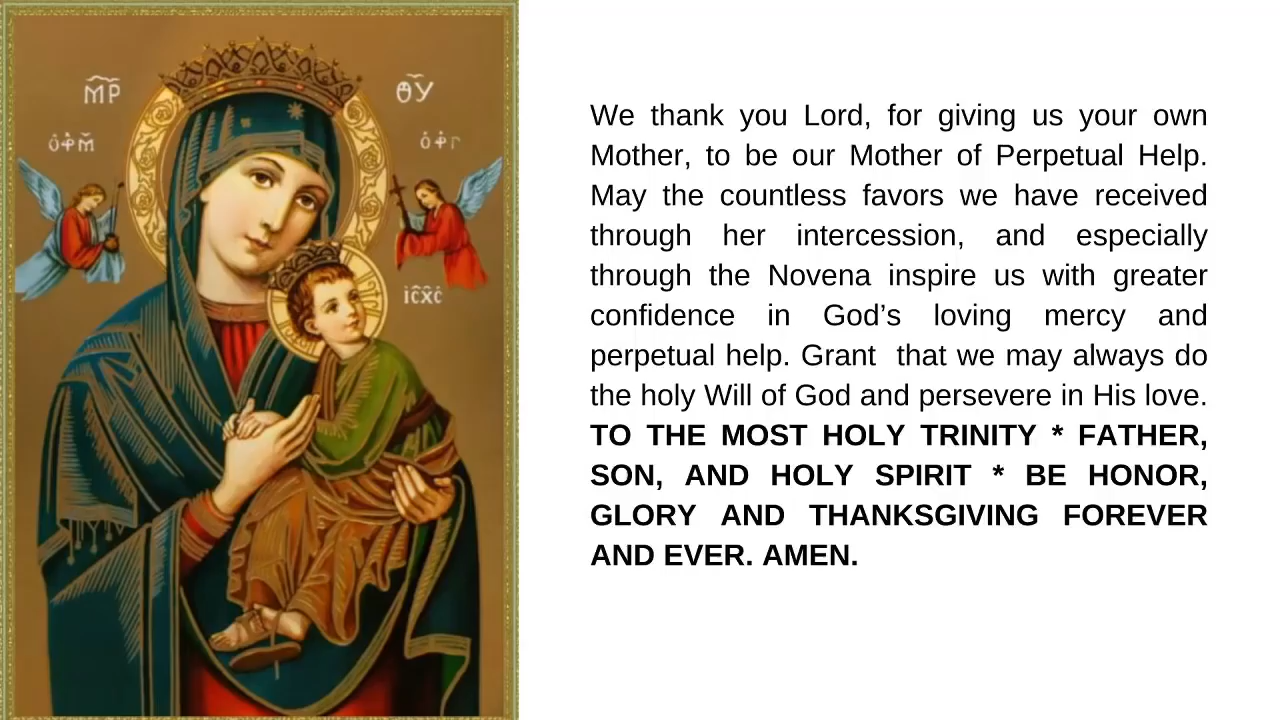 ΜΡ
ΘΥ
ΟΦΜ
ΟΦΓ
ΙCΧC
We thank you Lord, for giving us your own
Mother, to be our Mother of Perpetual Help.
May the countless favors we have received
through her intercession, and especially
through the Novena inspire us with greater
confidence in God’s loving mercy and
perpetual help. Grant  that we may always do
the holy Will of God and persevere in His love.
TO THE MOST HOLY TRINITY * FATHER,
SON, AND HOLY SPIRIT * BE HONOR,
GLORY AND THANKSGIVING FOREVER
AND EVER. AMEN.